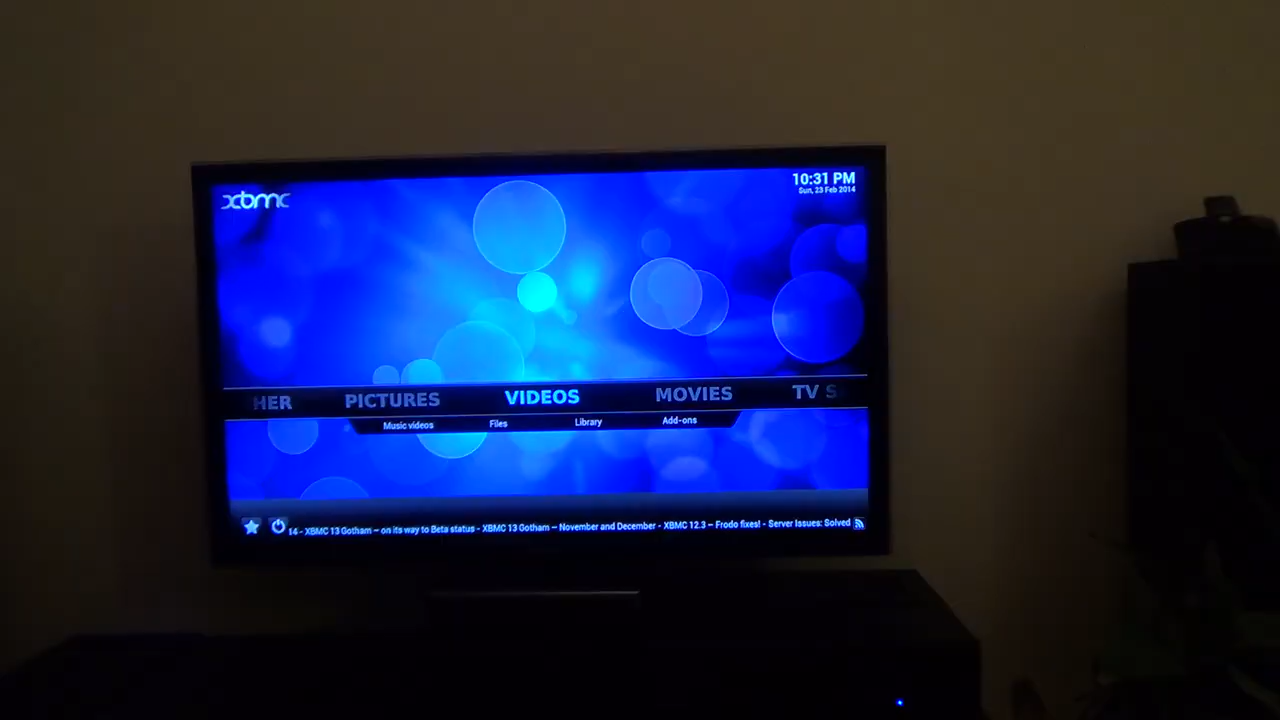 xbmc
10:31 PM
Sun, 23 Feb 2014
HER PICTURES VIDEOS MOVIES TV S
Music videos Files Library Add-ons
14 - XBMC 13 Gotham – on its way to Beta status - XBMC 13 Gotham – November and December - XBMC 12.3 – Frodo fixes! - Server Issues: Solved